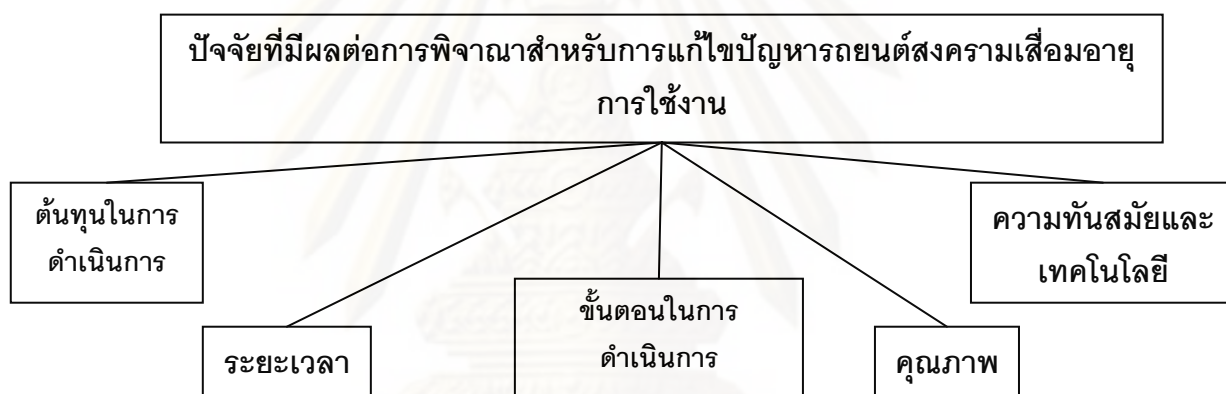 ปัจจัยที่มีผลต่อการพิจาณาสำหรับการแก้ไขปัญหารถยนต์สงครามเสื่อมอายุ
การใช้งาน
ต้นทุนในการ
ดำเนินการ
ระยะเวลา
ขั้นตอนในการ
ดำเนินการ
คุณภาพ
ความทันสมัยและ
เทคโนโลยี